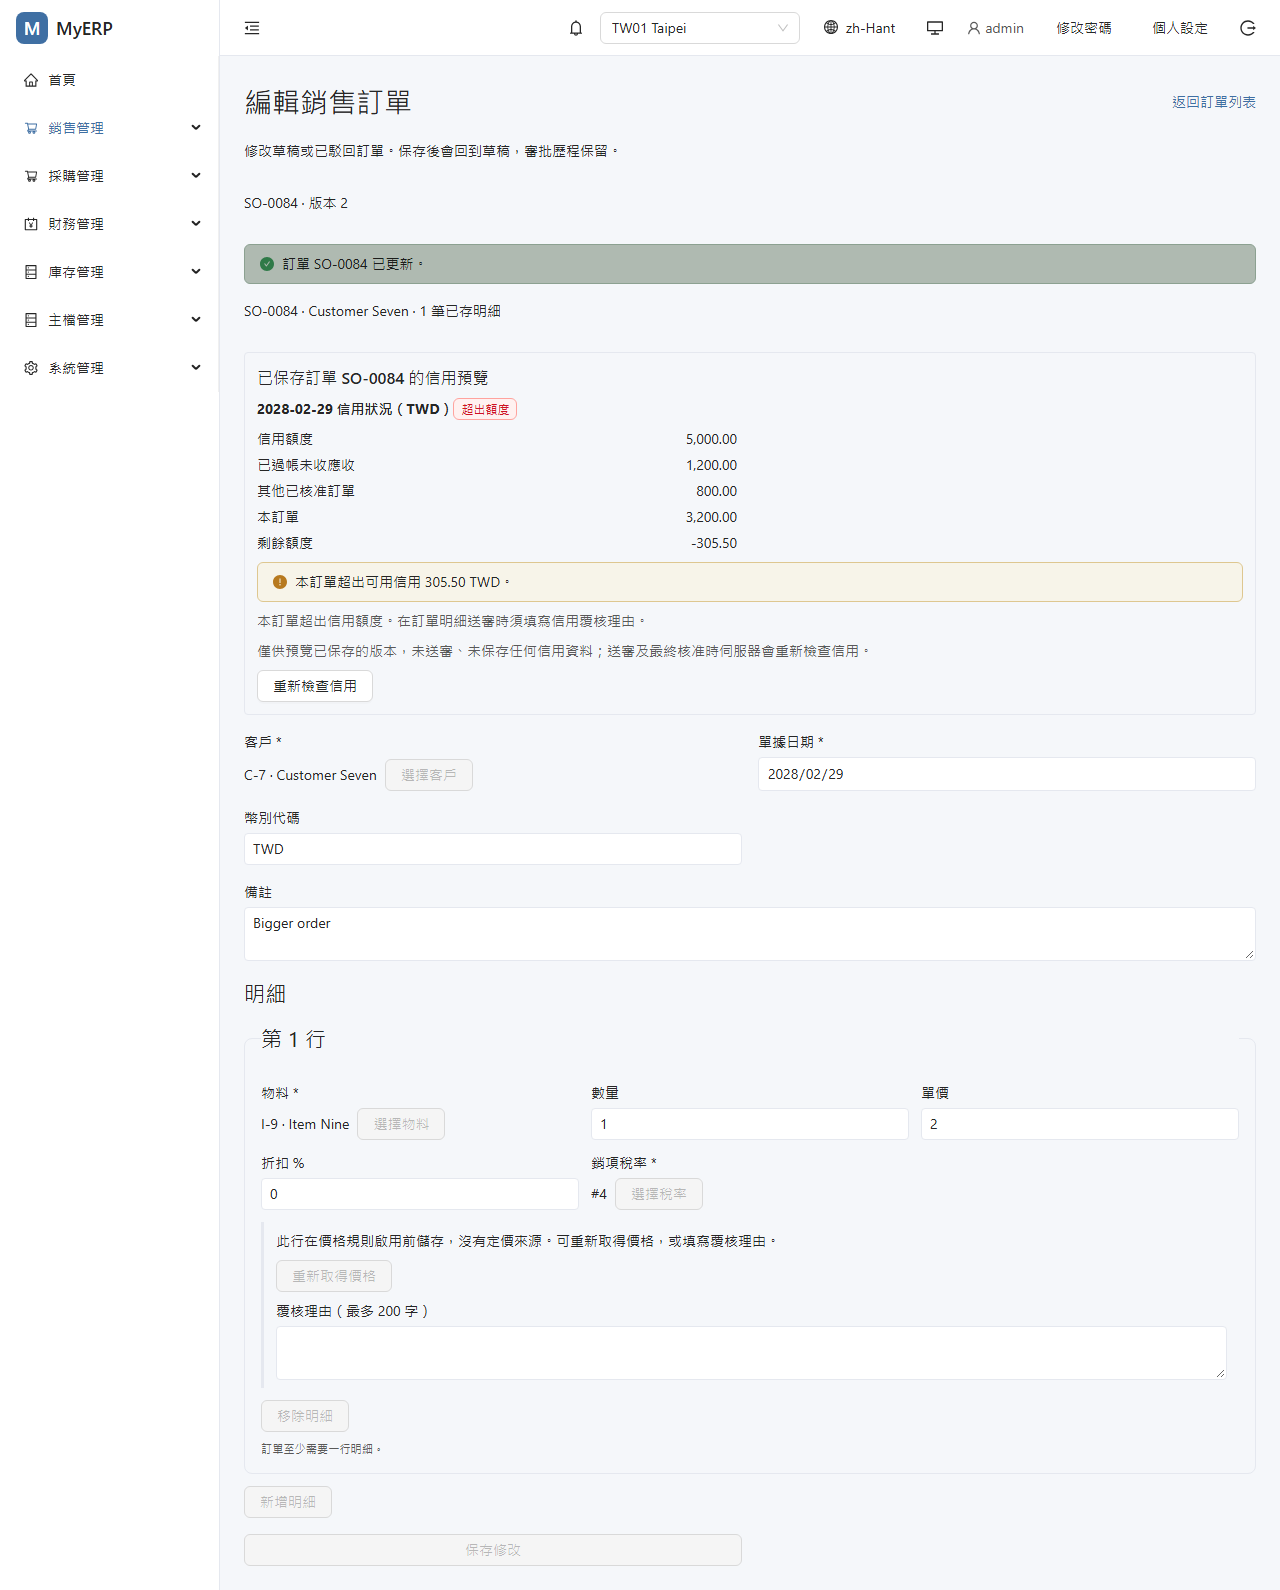 M MyERP
TW01 Taipei
zh-Hant
admin
修改密碼
個人設定
首頁
銷售管理
採購管理
財務管理
庫存管理
主檔管理
系統管理
編輯銷售訂單
返回訂單列表
修改草稿或已駁回訂單。保存後會回到草稿，審批歷程保留。
SO-0084 · 版本 2
訂單 SO-0084 已更新。
SO-0084 · Customer Seven · 1 筆已存明細
已保存訂單 SO-0084 的信用預覽
2028-02-29 信用狀況（TWD） 超出額度
信用額度 5,000.00
已過帳未收應收 1,200.00
其他已核准訂單 800.00
本訂單 3,200.00
剩餘額度 -305.50
本訂單超出可用信用 305.50 TWD。
本訂單超出信用額度。在訂單明細送審時須填寫信用覆核理由。
僅供預覽已保存的版本，未送審、未保存任何信用資料；送審及最終核准時伺服器會重新檢查信用。
重新檢查信用
客戶 *
C-7 · Customer Seven 選擇客戶
單據日期 *
2028/02/29
幣別代碼
TWD
備註
Bigger order
明細
第 1 行
物料 *
I-9 · Item Nine 選擇物料
數量
1
單價
2
折扣 %
0
銷項稅率 *
#4 選擇稅率
此行在價格規則啟用前儲存，沒有定價來源。可重新取得價格，或填寫覆核理由。
重新取得價格
覆核理由（最多 200 字）
移除明細
訂單至少需要一行明細。
新增明細
保存修改